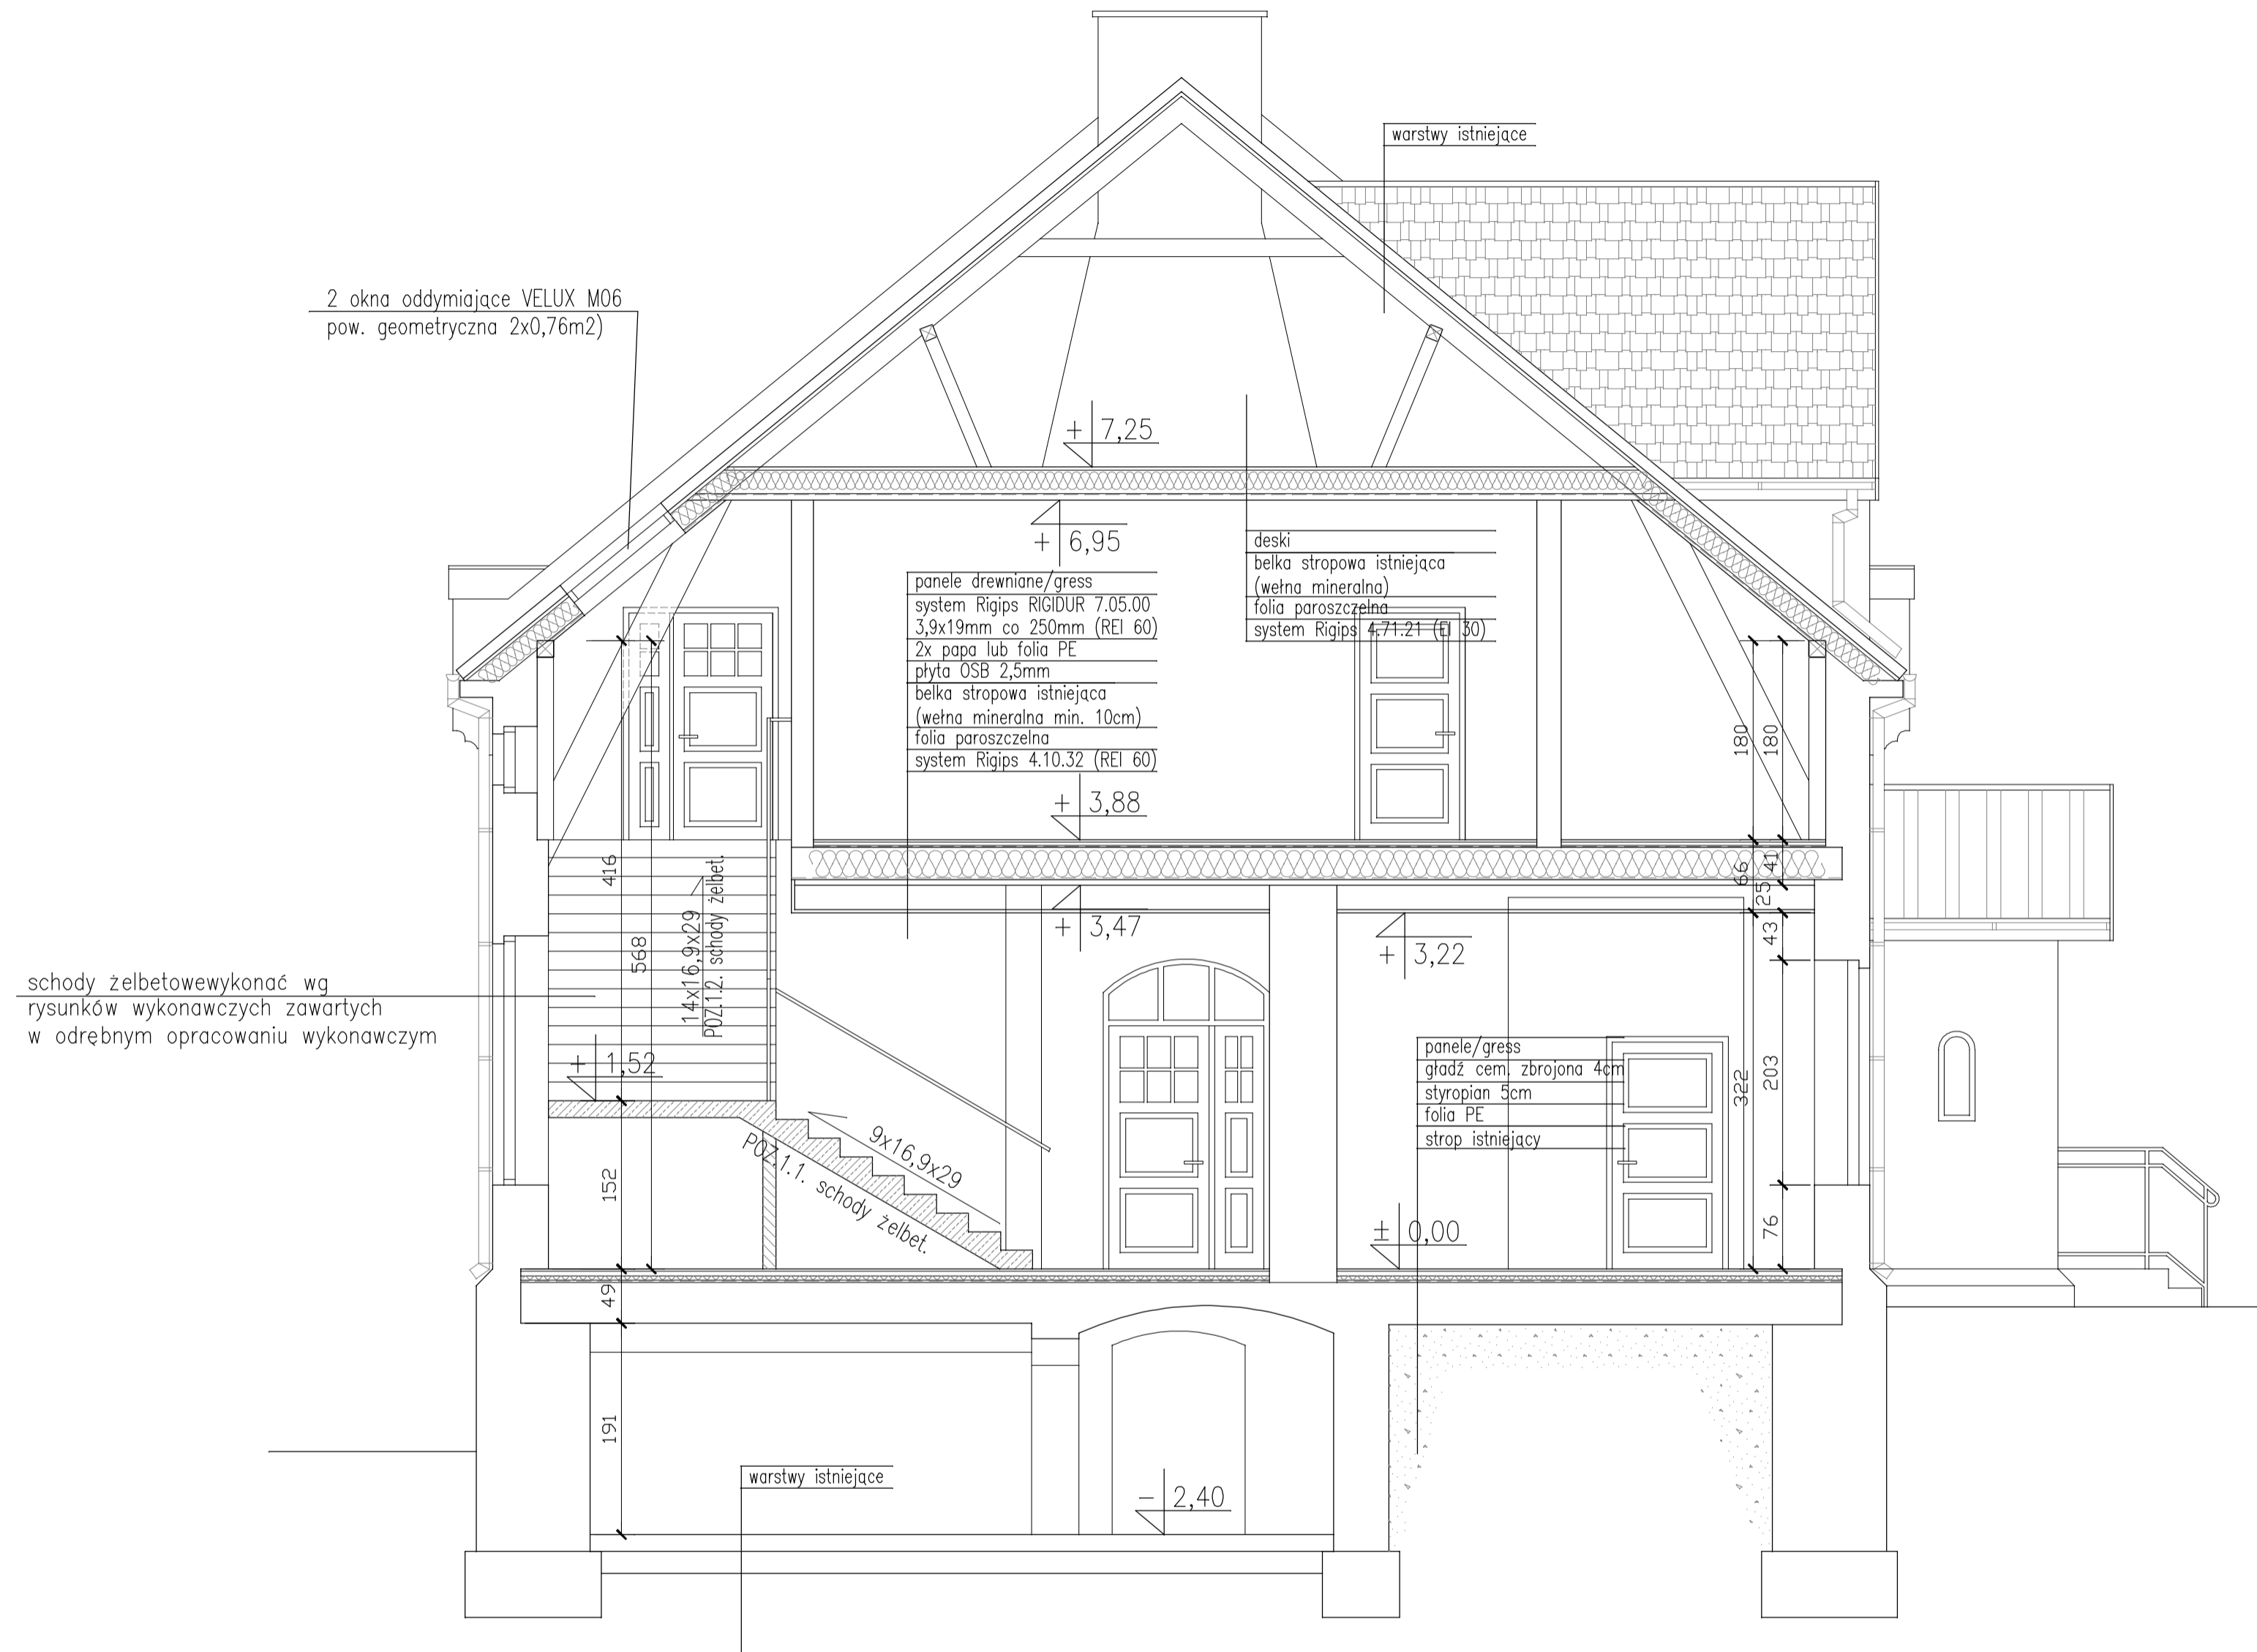 warstwy istniejące
2 okna oddymiające VELUX M06
pow. geometryczna 2x0,76m2)
+ 7,25
+ 6,95
deski
belka stropowa istniejąca
(wełna mineralna)
folia paroszczelna
system Rigips 4.71.21 (EI 30)
panele drewniane/gress
system Rigips RIGIDUR 7.05.00
3,9x19mm co 250mm (REI 60)
2x papa lub folia PE
płyta OSB 2,5mm
belka stropowa istniejąca
(wełna mineralna min. 10cm)
folia paroszczelna
system Rigips 4.10.32 (REI 60)
180
180
+ 3,88
416
568
14x16,9x29
POZ.1.2. schody żelbet.
66
41
25
43
+ 3,47
+ 3,22
schody żelbetowewykonać wg
rysunków wykonawczych zawartych
w odrębnym opracowaniu wykonawczym
+ 1,52
panele/gress
gładź cem. zbrojona 4cm
styropian 5cm
folia PE
strop istniejący
322
203
9x16,9x29
POZ.1.1. schody żelbet.
152
± 0,00
76
49
191
warstwy istniejące
- 2,40